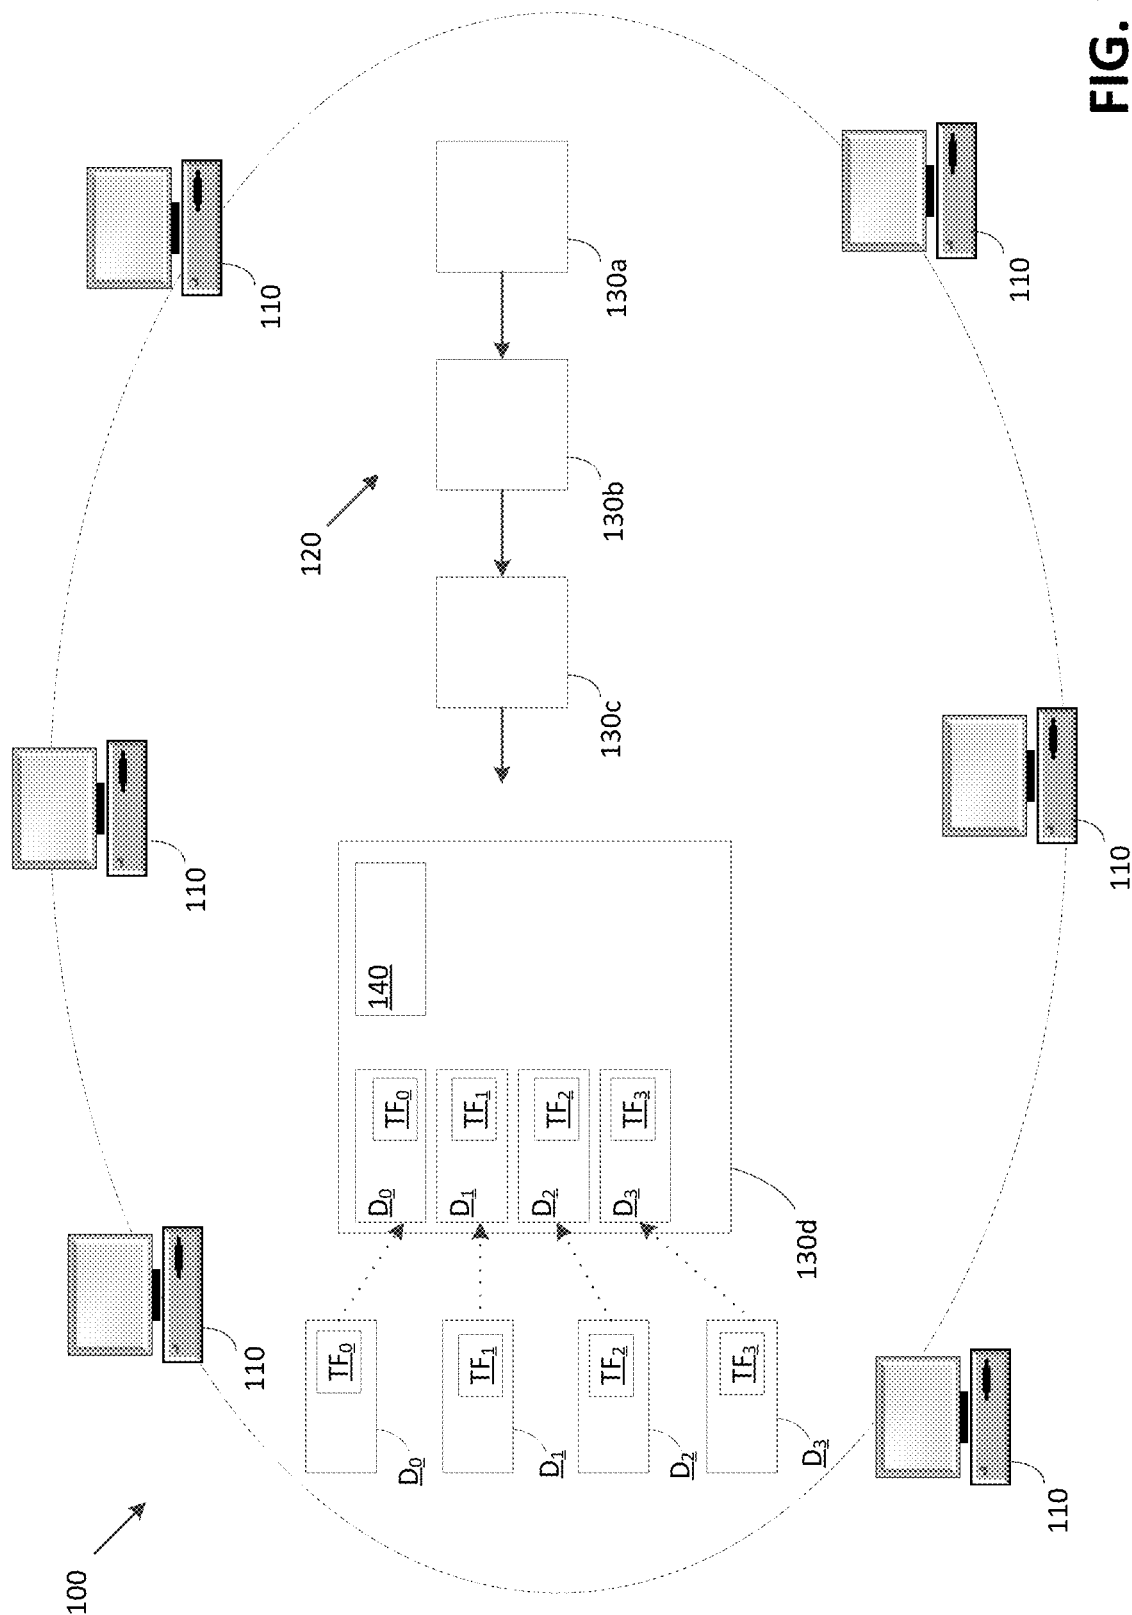 100
110
110
110
120
TF₀
D₀ TF₀ 140
D₀
TF₁
D₁ TF₁
D₁
TF₂
D₂ TF₂
D₂
130c 130b 130a
TF₃
D₃ TF₃
D₃
130d
110
110
110
FIG.